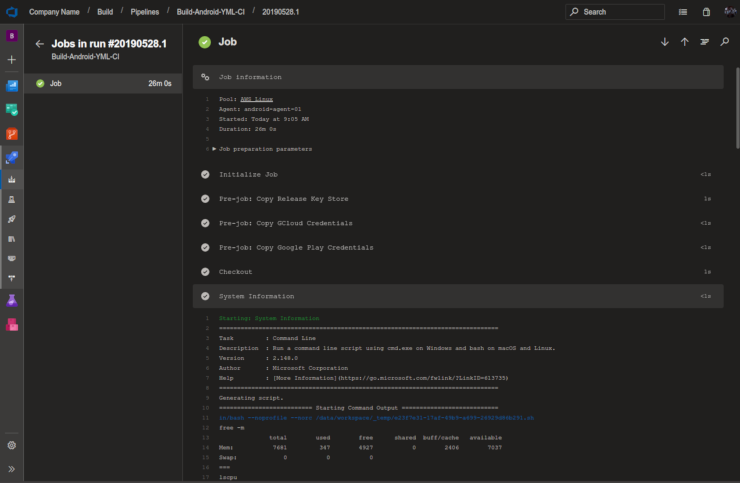 Company Name / Build / Pipelines / Build-Android-YML-CI / 20190528.1
Search
B
Jobs in run #20190528.1
Build-Android-YML-CI
Job 26m 0s
Job
Job information
1 Pool: AWS Linux
2 Agent: android-agent-01
3 Started: Today at 9:05 AM
4 Duration: 26m 0s
5
6 Job preparation parameters
Initialize Job <1s
Pre-job: Copy Release Key Store 1s
Pre-job: Copy GCloud Credentials <1s
Pre-job: Copy Google Play Credentials <1s
Checkout 1s
System Information <1s
1 Starting: System Information
2 ==============================================================================
3 Task : Command Line
4 Description : Run a command line script using cmd.exe on Windows and bash on macOS and Linux.
5 Version : 2.148.0
6 Author : Microsoft Corporation
7 Help : [More Information](https://go.microsoft.com/fwlink/?LinkID=613735)
8 ==============================================================================
9 Generating script.
10 ========================== Starting Command Output ===========================
11 in/bash --noprofile --norc
12 free -m
13 total used free shared buff/cache available
14 Mem: 7681 347 4927 0 2406 7037
15 Swap: 0 0 0
16 ===
17 lscpu